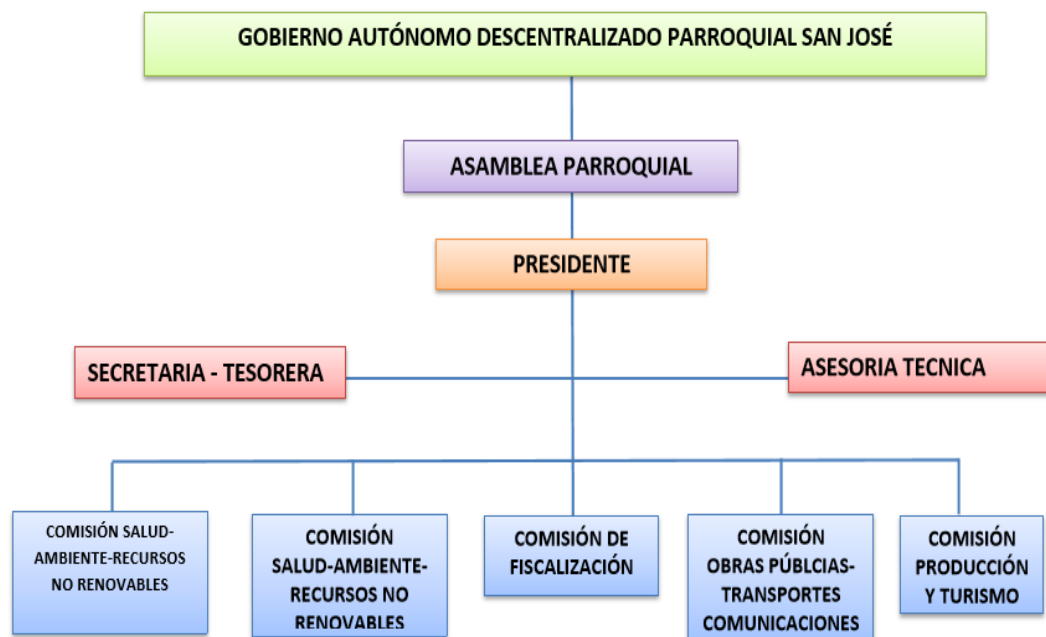 GOBIERNO AUTÓNOMO DESCENTRALIZADO PARROQUIAL SAN JOSÉ
ASAMBLEA PARROQUIAL
PRESIDENTE
SECRETARIA - TESORERA
ASESORIA TECNICA
COMISIÓN SALUD-
AMBIENTE-RECURSOS
NO RENOVABLES
COMISIÓN
SALUD-AMBIENTE-
RECURSOS NO
RENOVABLES
COMISIÓN DE
FISCALIZACIÓN
COMISIÓN
OBRAS PÚBLCIAS-
TRANSPORTES
COMUNICACIONES
COMISIÓN
PRODUCCIÓN
Y TURISMO